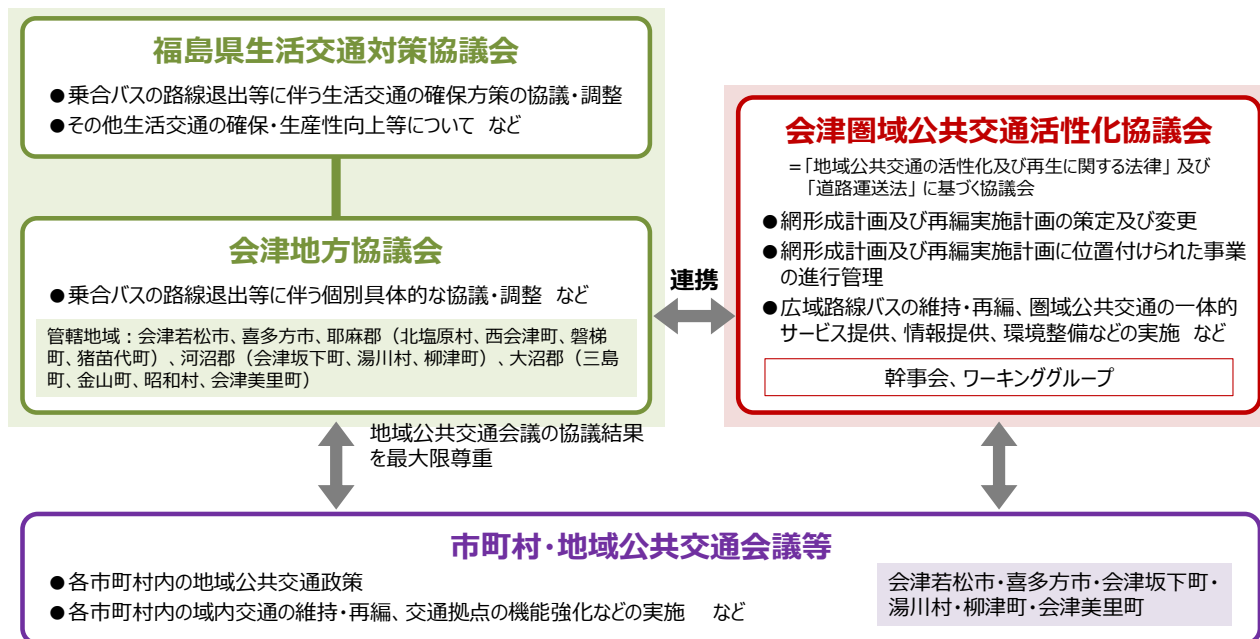 福島県生活交通対策協議会
●乗合バスの路線退出等に伴う生活交通の確保方策の協議・調整
●その他生活交通の確保・生産性向上等について など
会津地方協議会
●乗合バスの路線退出等に伴う個別具体的な協議・調整 など
管轄地域：会津若松市、喜多方市、耶麻郡（北塩原村、西会津町、磐梯
町、猪苗代町）、河沼郡（会津坂下町、湯川村、柳津町）、大沼郡（三島
町、金山町、昭和村、会津美里町）
連携
会津圏域公共交通活性化協議会
＝「地域公共交通の活性化及び再生に関する法律」及び
「道路運送法」に基づく協議会
●網形成計画及び再編実施計画の策定及び変更
●網形成計画及び再編実施計画に位置付けられた事業
の進行管理
●広域路線バスの維持・再編、圏域公共交通の一体的
サービス提供、情報提供、環境整備などの実施 など
幹事会、ワーキンググループ
地域公共交通会議の協議結果
を最大限尊重
市町村・地域公共交通会議等
●各市町村内の地域公共交通政策
●各市町村内の域内交通の維持・再編、交通拠点の機能強化などの実施 など
会津若松市・喜多方市・会津坂下町・
湯川村・柳津町・会津美里町